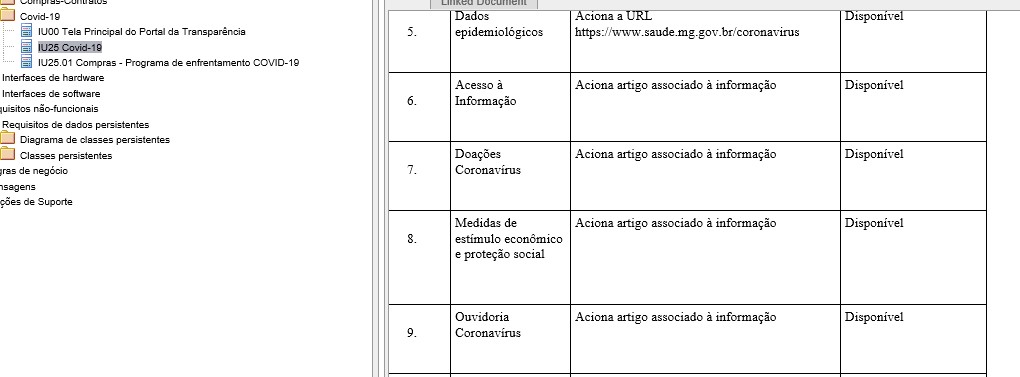 Compras-Contratos
Covid-19
IU00 Tela Principal do Portal da Transparência
IU25 Covid-19
IU25.01 Compras - Programa de enfrentamento COVID-19
Interfaces de hardware
Interfaces de software
quisitos não-funcionais
Requisitos de dados persistentes
Diagrama de classes persistentes
Classes persistentes
gras de negócio
nsagens
ções de Suporte
Linked Document
5.
Dados
epidemiológicos
Aciona a URL
https://www.saude.mg.gov.br/coronavirus
Disponível
6.
Acesso à
Informação
Aciona artigo associado à informação
Disponível
7.
Doações
Coronavírus
Aciona artigo associado à informação
Disponível
8.
Medidas de
estímulo econômico
e proteção social
Aciona artigo associado à informação
Disponível
9.
Ouvidoria
Coronavírus
Aciona artigo associado à informação
Disponível